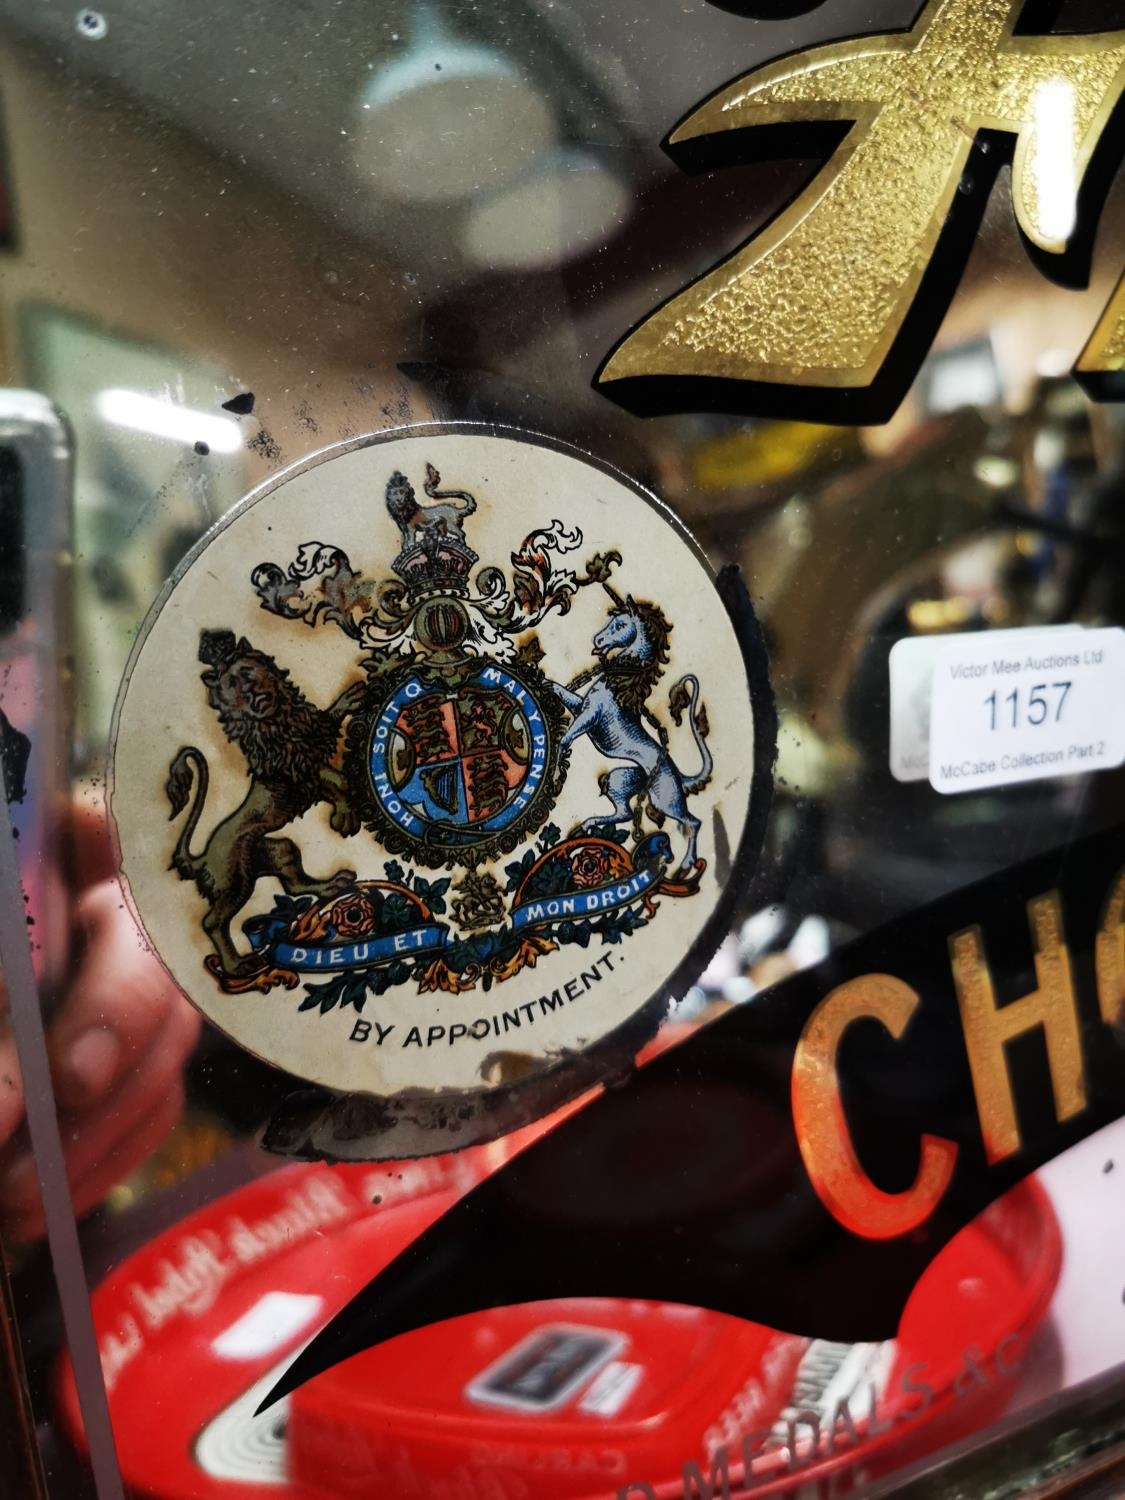 HONI SOIT Q MAL Y PENSE
DIEU ET MON DROIT
BY APPOINTMENT.
Victor Mee Auctions Ltd
1157
McCabe Collection Part 2
CH
MEDALS & C
CARLING